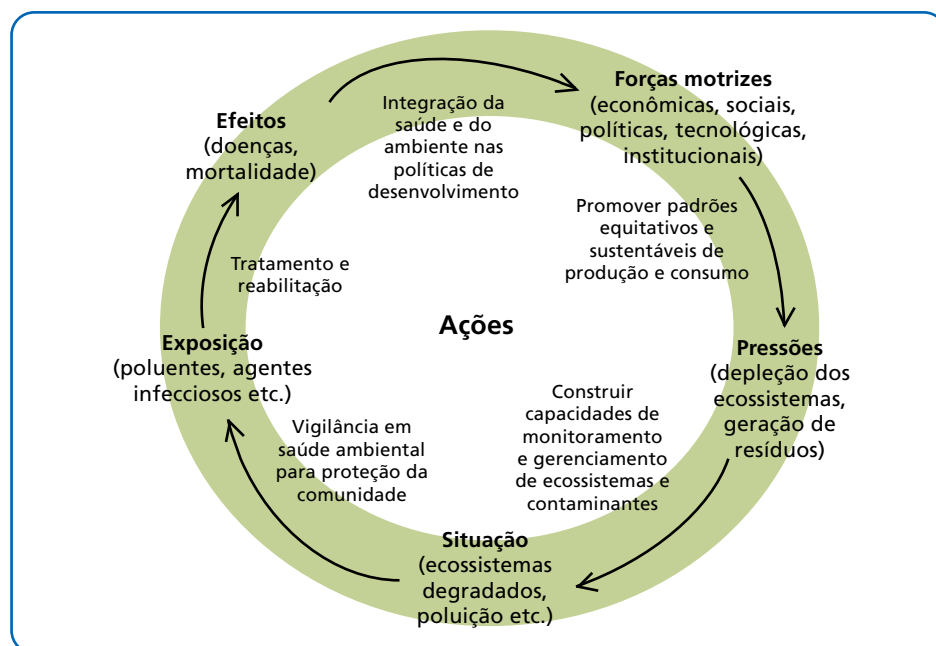 Forças motrizes
(econômicas, sociais,
políticas, tecnológicas,
institucionais)
Integração da
saúde e do
ambiente nas
políticas de
desenvolvimento
Efeitos
(doenças,
mortalidade)
Promover padrões
equitativos e
sustentáveis de
produção e consumo
Tratamento e
reabilitação
Ações
Exposição
(poluentes, agentes
infecciosos etc.)
Pressões
(depleção dos
ecossistemas,
geração de
resíduos)
Construir
capacidades de
monitoramento
e gerenciamento
de ecossistemas e
contaminantes
Vigilância em
saúde ambiental
para proteção da
comunidade
Situação
(ecossistemas
degradados,
poluição etc.)